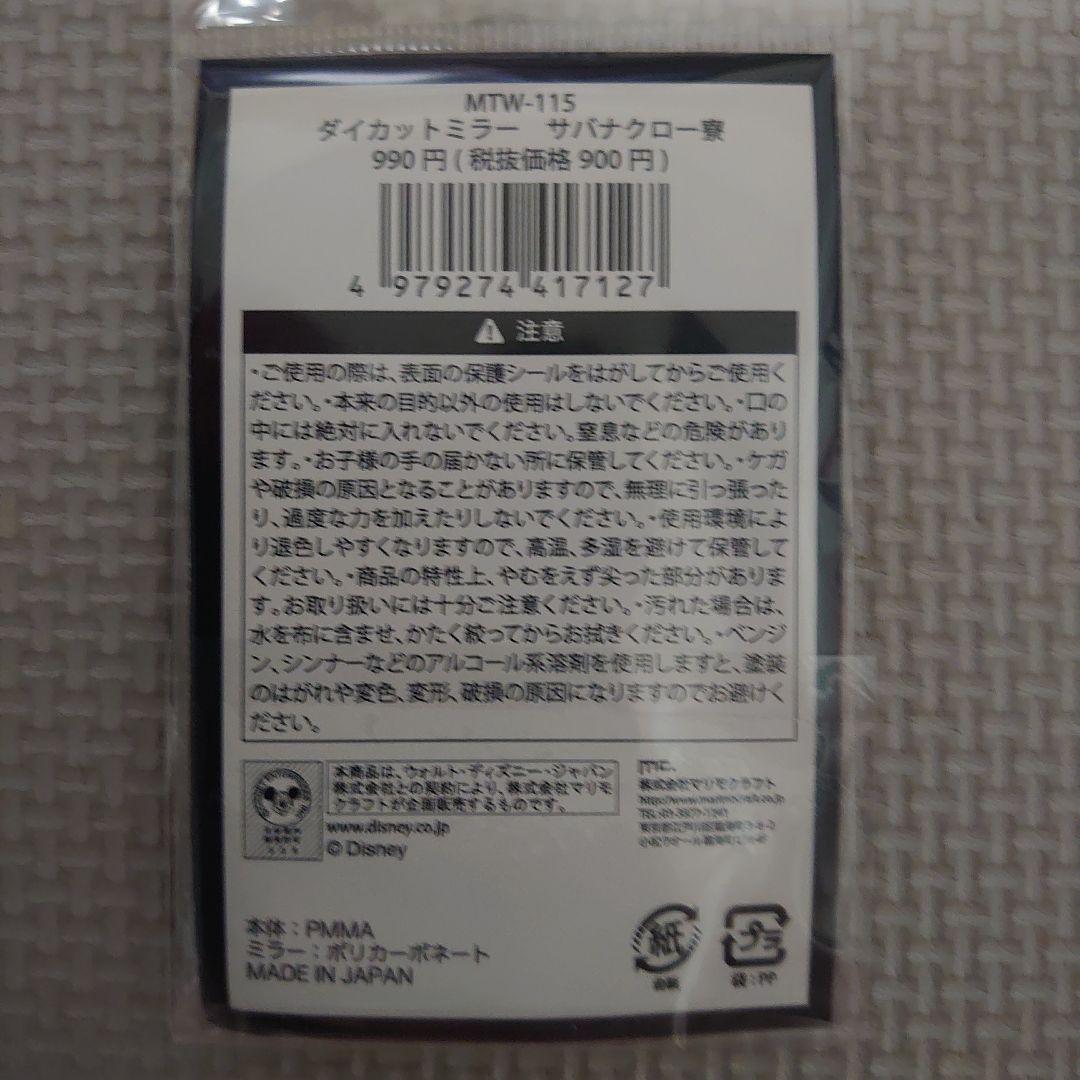 MTW-115
ダイカットミラー　サバナクロー寮
990円(税抜価格900円)
4 979274 417127
注意
・ご使用の際は、表面の保護シールをはがしてからご使用く
ださい。・本来の目的以外の使用はしないでください。・口の
中には絶対に入れないでください。窒息などの危険があり
ます。・お子様の手の届かない所に保管してください。・ケガ
や破損の原因となることがありますので、無理に引っ張った
り、過度な力を加えたりしないでください。・使用環境によ
り退色しやすくなりますので、高温、多湿を避けて保管して
ください。・商品の特性上、やむをえず尖った部分がありま
す。お取り扱いには十分ご注意ください。・汚れた場合は、
水を布に含ませ、かたく絞ってからお拭きください。・ベンジ
ン、シンナーなどのアルコール系溶剤を使用しますと、塗装
のはがれや変色、変形、破損の原因になりますのでお避けく
ださい。
本商品は、ウォルト・ディズニー・ジャパン
株式会社との契約により、株式会社マリモ
クラフトが企画販売するものです。
www.disney.co.jp
© Disney
mc.
株式会社マリモクラフト
本体：PMMA
ミラー：ポリカーボネート
MADE IN JAPAN
紙
台紙
プラ
袋：PP